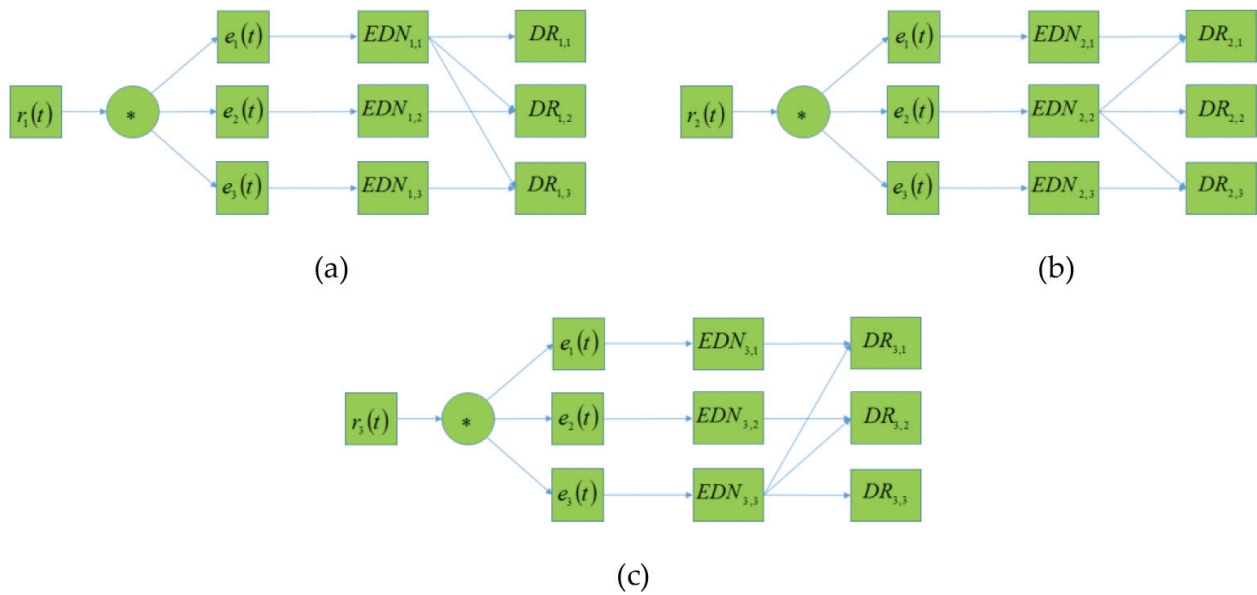 e₁(t) EDN₁,₁ DR₁,₁
r₁(t) * e₂(t) EDN₁,₂ DR₁,₂
e₃(t) EDN₁,₃ DR₁,₃
(a)
e₁(t) EDN₂,₁ DR₂,₁
r₂(t) * e₂(t) EDN₂,₂ DR₂,₂
e₃(t) EDN₂,₃ DR₂,₃
(b)
e₁(t) EDN₃,₁ DR₃,₁
r₃(t) * e₂(t) EDN₃,₂ DR₃,₂
e₃(t) EDN₃,₃ DR₃,₃
(c)